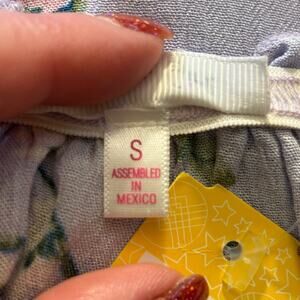 S
ASSEMBLED
IN
MEXICO